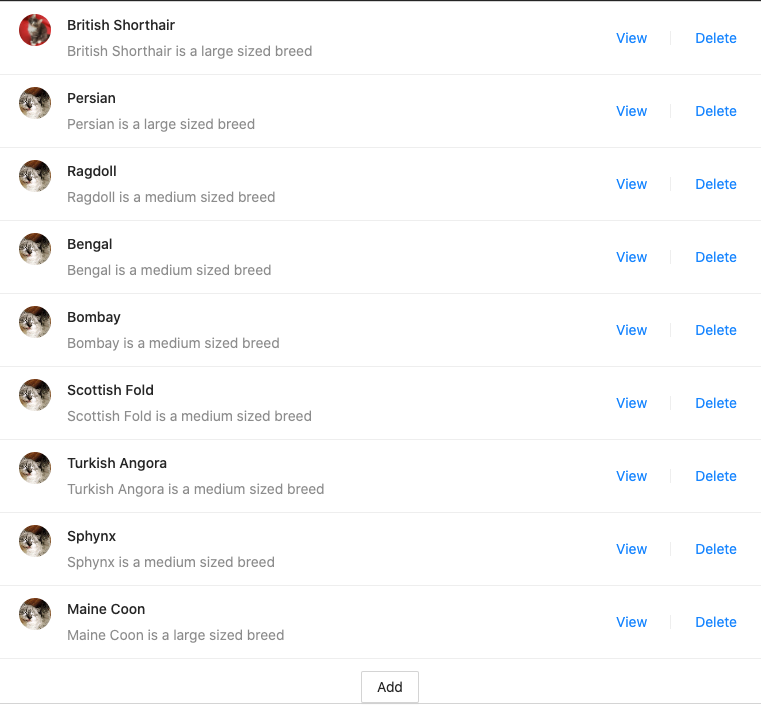 British Shorthair
British Shorthair is a large sized breed
View
Delete
Persian
Persian is a large sized breed
View
Delete
Ragdoll
Ragdoll is a medium sized breed
View
Delete
Bengal
Bengal is a medium sized breed
View
Delete
Bombay
Bombay is a medium sized breed
View
Delete
Scottish Fold
Scottish Fold is a medium sized breed
View
Delete
Turkish Angora
Turkish Angora is a medium sized breed
View
Delete
Sphynx
Sphynx is a medium sized breed
View
Delete
Maine Coon
Maine Coon is a large sized breed
View
Delete
Add